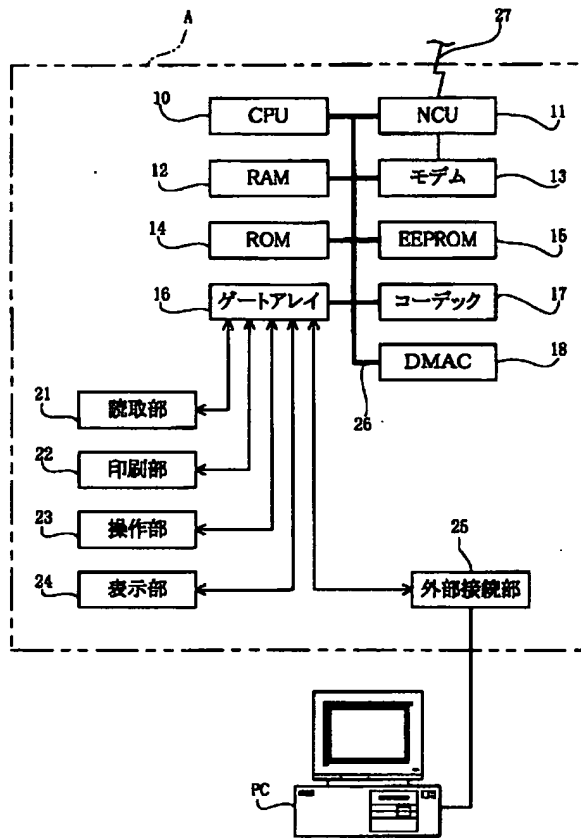 A
27
10
CPU
NCU
11
12
RAM
モデム
13
14
ROM
EEPROM
15
16
ゲートアレイ
コーデック
17
DMAC
18
26
21
読取部
22
印刷部
23
操作部
24
表示部
25
外部接続部
PC